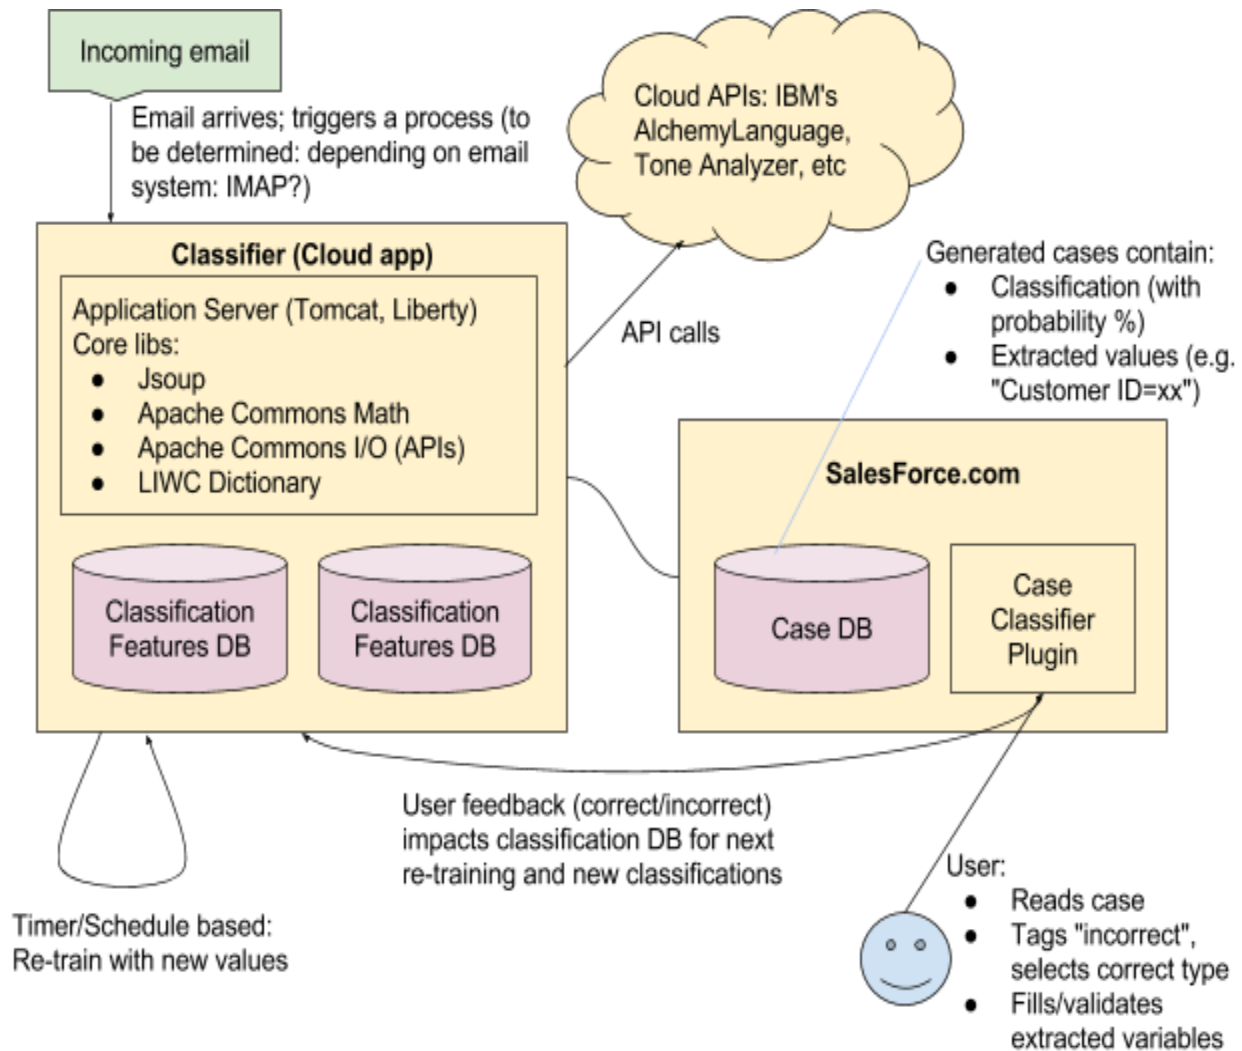 Incoming email
Email arrives; triggers a process (to
be determined: depending on email
system: IMAP?)
Cloud APIs: IBM's
AlchemyLanguage,
Tone Analyzer, etc
Classifier (Cloud app)
Application Server (Tomcat, Liberty)
Core libs:
● Jsoup
● Apache Commons Math
● Apache Commons I/O (APIs)
● LIWC Dictionary
API calls
Generated cases contain:
● Classification (with
probability %)
● Extracted values (e.g.
"Customer ID=xx")
SalesForce.com
Classification
Features DB
Classification
Features DB
Case DB
Case
Classifier
Plugin
User feedback (correct/incorrect)
impacts classification DB for next
re-training and new classifications
Timer/Schedule based:
Re-train with new values
User:
● Reads case
● Tags "incorrect",
selects correct type
● Fills/validates
extracted variables